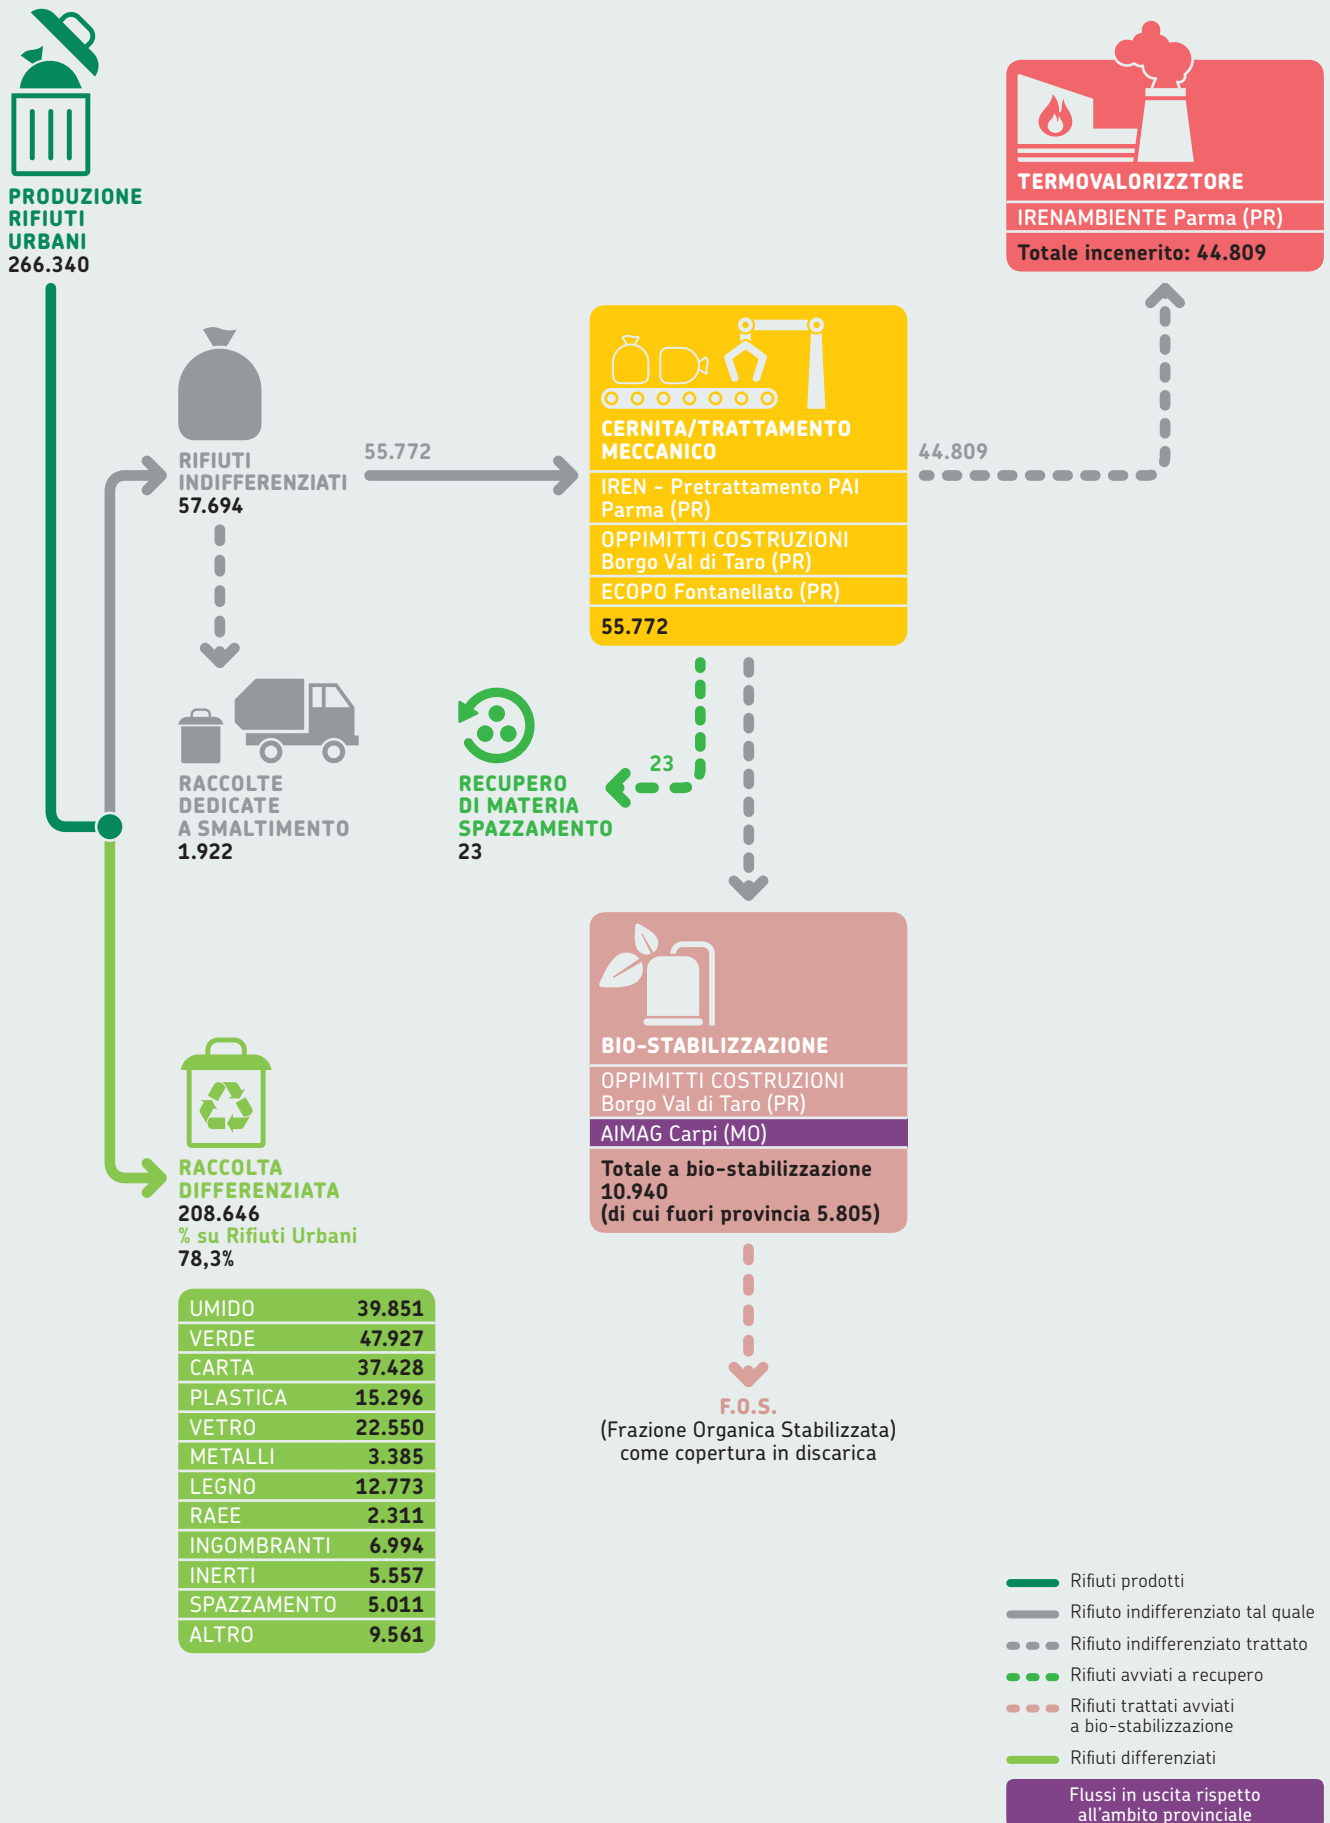 PRODUZIONE
RIFIUTI
URBANI
266.340
TERMOVALORIZZTORE
IRENAMBIENTE Parma (PR)
Totale incenerito: 44.809
RIFIUTI
INDIFFERENZIATI
57.694
55.772
CERNITA/TRATTAMENTO
MECCANICO
IREN - Pretrattamento PAI
Parma (PR)
OPPIMITTI COSTRUZIONI
Borgo Val di Taro (PR)
ECOPO Fontanellato (PR)
55.772
44.809
RACCOLTE
DEDICATE
A SMALTIMENTO
1.922
RECUPERO
DI MATERIA
SPAZZAMENTO
23
23
BIO-STABILIZZAZIONE
OPPIMITTI COSTRUZIONI
Borgo Val di Taro (PR)
AIMAG Carpi (MO)
Totale a bio-stabilizzazione
10.940
(di cui fuori provincia 5.805)
F.O.S.
(Frazione Organica Stabilizzata)
come copertura in discarica
RACCOLTA
DIFFERENZIATA
208.646
% su Rifiuti Urbani
78,3%
UMIDO 39.851
VERDE 47.927
CARTA 37.428
PLASTICA 15.296
VETRO 22.550
METALLI 3.385
LEGNO 12.773
RAEE 2.311
INGOMBRANTI 6.994
INERTI 5.557
SPAZZAMENTO 5.011
ALTRO 9.561
Rifiuti prodotti
Rifiuto indifferenziato tal quale
Rifiuto indifferenziato trattato
Rifiuti avviati a recupero
Rifiuti trattati avviati
a bio-stabilizzazione
Rifiuti differenziati
Flussi in uscita rispetto
all'ambito provinciale